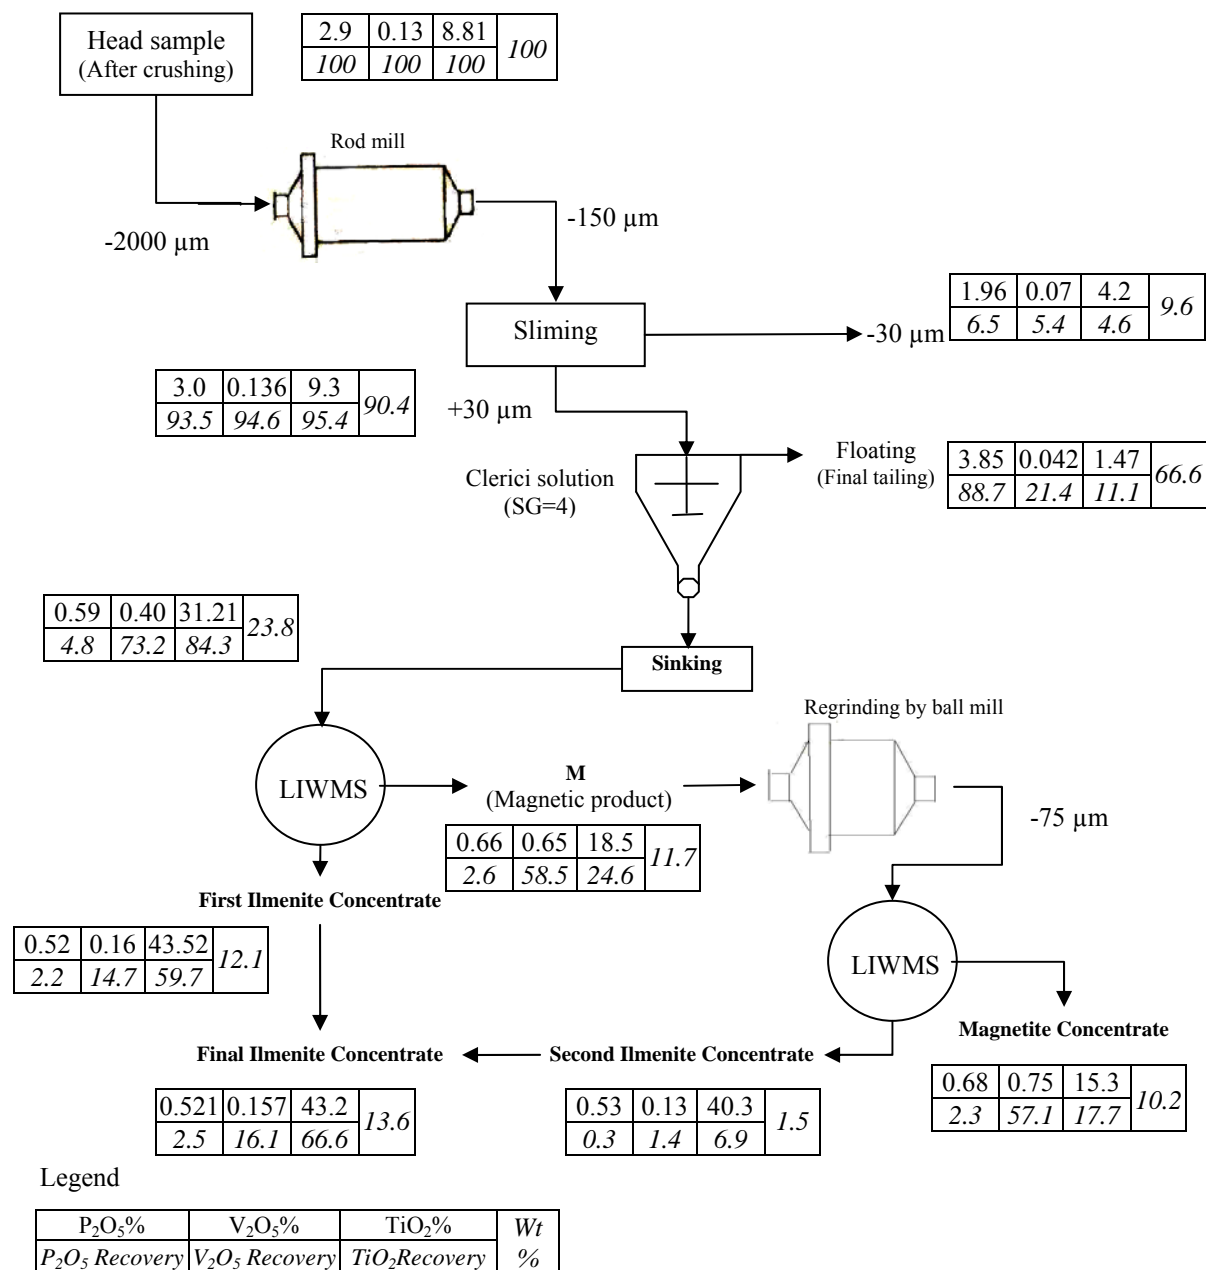 Head sample
(After crushing)
2.9 0.13 8.81 100
100 100 100
Rod mill
-2000 µm
-150 µm
Sliming
-30 µm
1.96 0.07 4.2 9.6
6.5 5.4 4.6
3.0 0.136 9.3 90.4
93.5 94.6 95.4
+30 µm
Clerici solution
(SG=4)
Floating
(Final tailing)
3.85 0.042 1.47 66.6
88.7 21.4 11.1
0.59 0.40 31.21 23.8
4.8 73.2 84.3
Sinking
Regrinding by ball mill
LIWMS
M
(Magnetic product)
0.66 0.65 18.5 11.7
2.6 58.5 24.6
-75 µm
First Ilmenite Concentrate
0.52 0.16 43.52 12.1
2.2 14.7 59.7
LIWMS
Magnetite Concentrate
0.68 0.75 15.3 10.2
2.3 57.1 17.7
Final Ilmenite Concentrate
Second Ilmenite Concentrate
0.521 0.157 43.2 13.6
2.5 16.1 66.6
0.53 0.13 40.3 1.5
0.3 1.4 6.9
Legend
P₂O₅% V₂O₅% TiO₂% Wt
P₂O₅ Recovery V₂O₅ Recovery TiO₂Recovery %